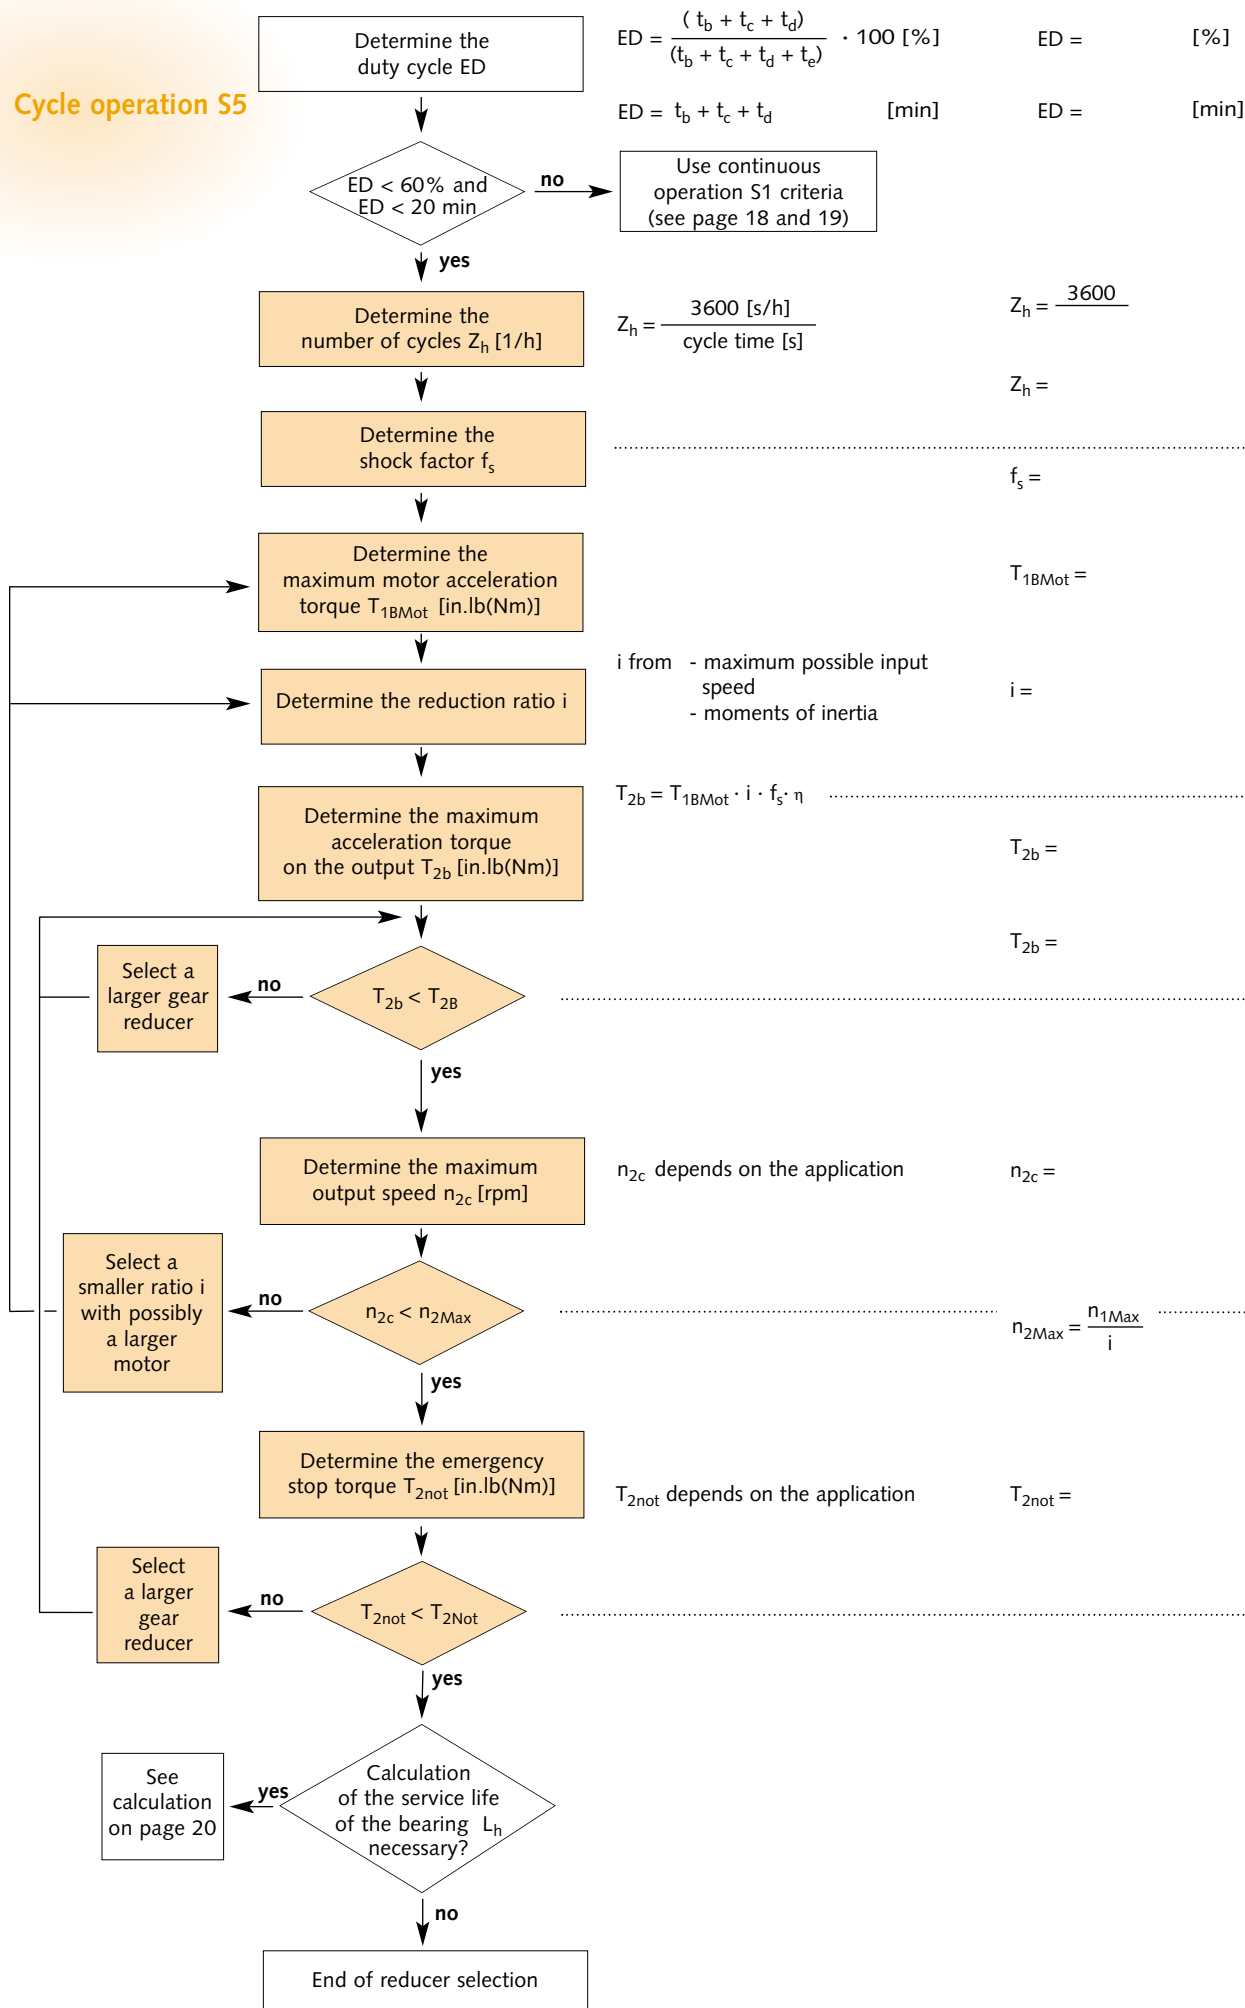 Determine the
duty cycle ED
ED = ( t_b + t_c + t_d) / (t_b + t_c + t_d + t_e) · 100 [%]
ED = [%]
Cycle operation S5
ED = t_b + t_c + t_d [min]
ED = [min]
ED < 60% and
ED < 20 min
no
Use continuous
operation S1 criteria
(see page 18 and 19)
yes
Determine the
number of cycles Z_h [1/h]
Z_h = 3600 [s/h] / cycle time [s]
Z_h = 3600
Z_h =
Determine the
shock factor f_s
f_s =
Determine the
maximum motor acceleration
torque T_1BMot [in.lb(Nm)]
T_1BMot =
Determine the reduction ratio i
i from - maximum possible input
speed
- moments of inertia
i =
Determine the maximum
acceleration torque
on the output T_2b [in.lb(Nm)]
T_2b = T_1BMot · i · f_s · η
T_2b =
T_2b =
Select a
larger gear
reducer
no
T_2b < T_2B
yes
Determine the maximum
output speed n_2c [rpm]
n_2c depends on the application
n_2c =
Select a
smaller ratio i
with possibly
a larger
motor
no
n_2c < n_2Max
n_2Max = n_1Max / i
yes
Determine the emergency
stop torque T_2not [in.lb(Nm)]
T_2not depends on the application
T_2not =
Select
a larger
gear
reducer
no
T_2not < T_2Not
yes
See
calculation
on page 20
yes
Calculation
of the service life
of the bearing L_h
necessary?
no
End of reducer selection